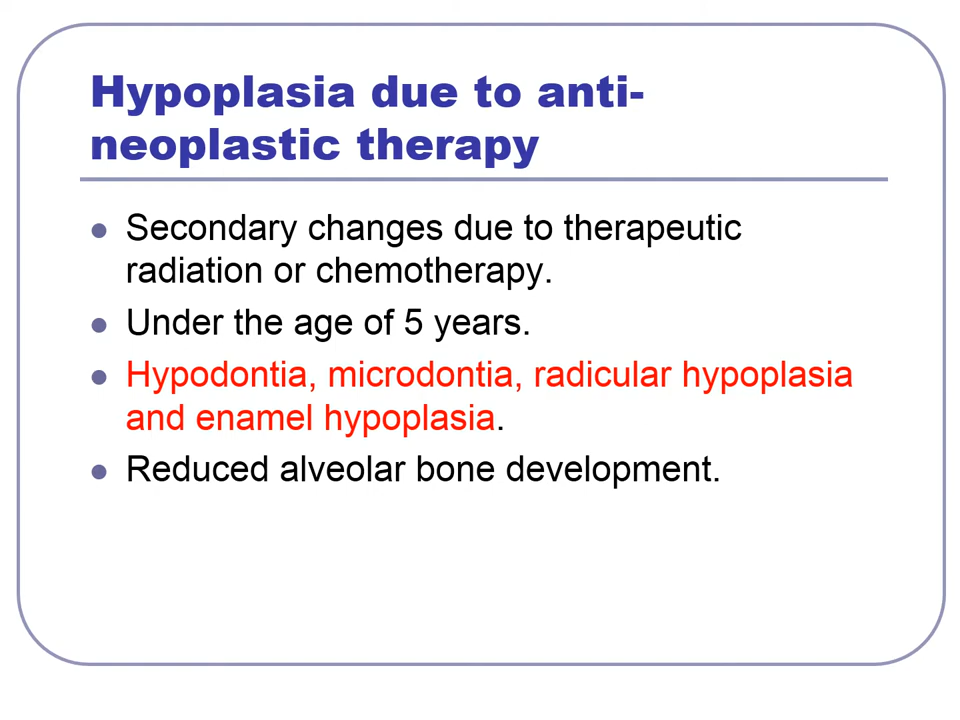 Hypoplasia due to anti-
neoplastic therapy
Secondary changes due to therapeutic
radiation or chemotherapy.
Under the age of 5 years.
Hypodontia, microdontia, radicular hypoplasia
and enamel hypoplasia.
Reduced alveolar bone development.